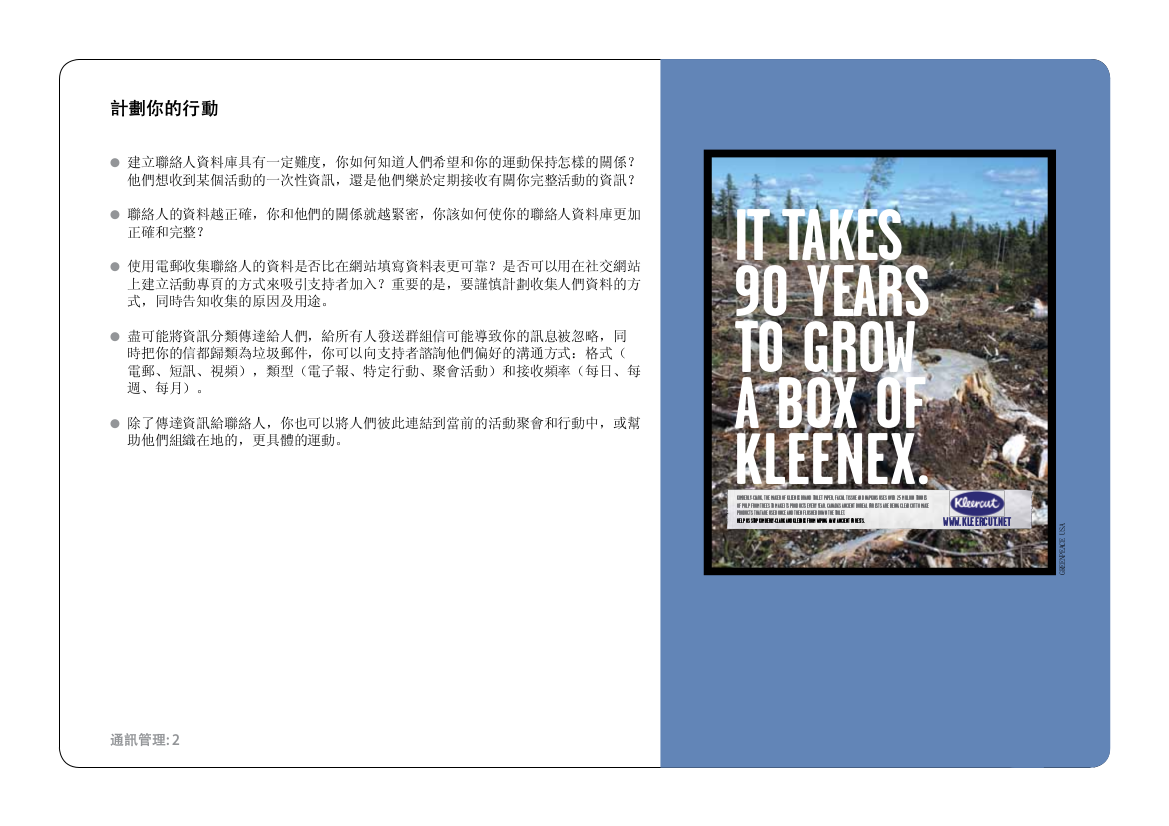 計劃你的行動
● 建立聯絡人資料庫具有一定難度，你如何知道人們希望和你的運動保持怎樣的關係？
他們想收到某個活動的一次性資訊，還是他們樂於定期接收有關你完整活動的資訊？
● 聯絡人的資料越正確，你和他們的關係就越緊密，你該如何使你的聯絡人資料庫更加
正確和完整？
● 使用電郵收集聯絡人的資料是否比在網站填寫資料表更可靠？是否可以用在社交網站
上建立活動專頁的方式來吸引支持者加入？重要的是，要謹慎計劃收集人們資料的方
式，同時告知收集的原因及用途。
● 盡可能將資訊分類傳達給人們，給所有人發送群組信可能導致你的訊息被忽略，同
時把你的信都歸類為垃圾郵件，你可以向支持者諮詢他們偏好的溝通方式：格式（
電郵、短訊、視頻），類型（電子報、特定行動、聚會活動）和接收頻率（每日、每
週、每月）。
● 除了傳達資訊給聯絡人，你也可以將人們彼此連結到當前的活動聚會和行動中，或幫
助他們組織在地的，更具體的運動。
通訊管理: 2
IT TAKES
90 YEARS
TO GROW
A BOX OF
KLEENEX.
Kleercut
WWW.KLEERCUT.NET
GREENPEACE USA